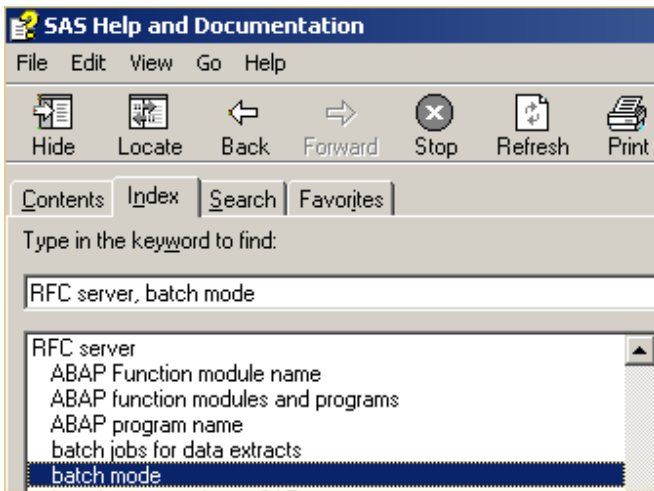 SAS Help and Documentation
File Edit View Go Help
Hide Locate Back Forward Stop Refresh Print
Contents Index Search Favorites
Type in the keyword to find:
RFC server, batch mode
RFC server
ABAP Function module name
ABAP function modules and programs
ABAP program name
batch jobs for data extracts
batch mode